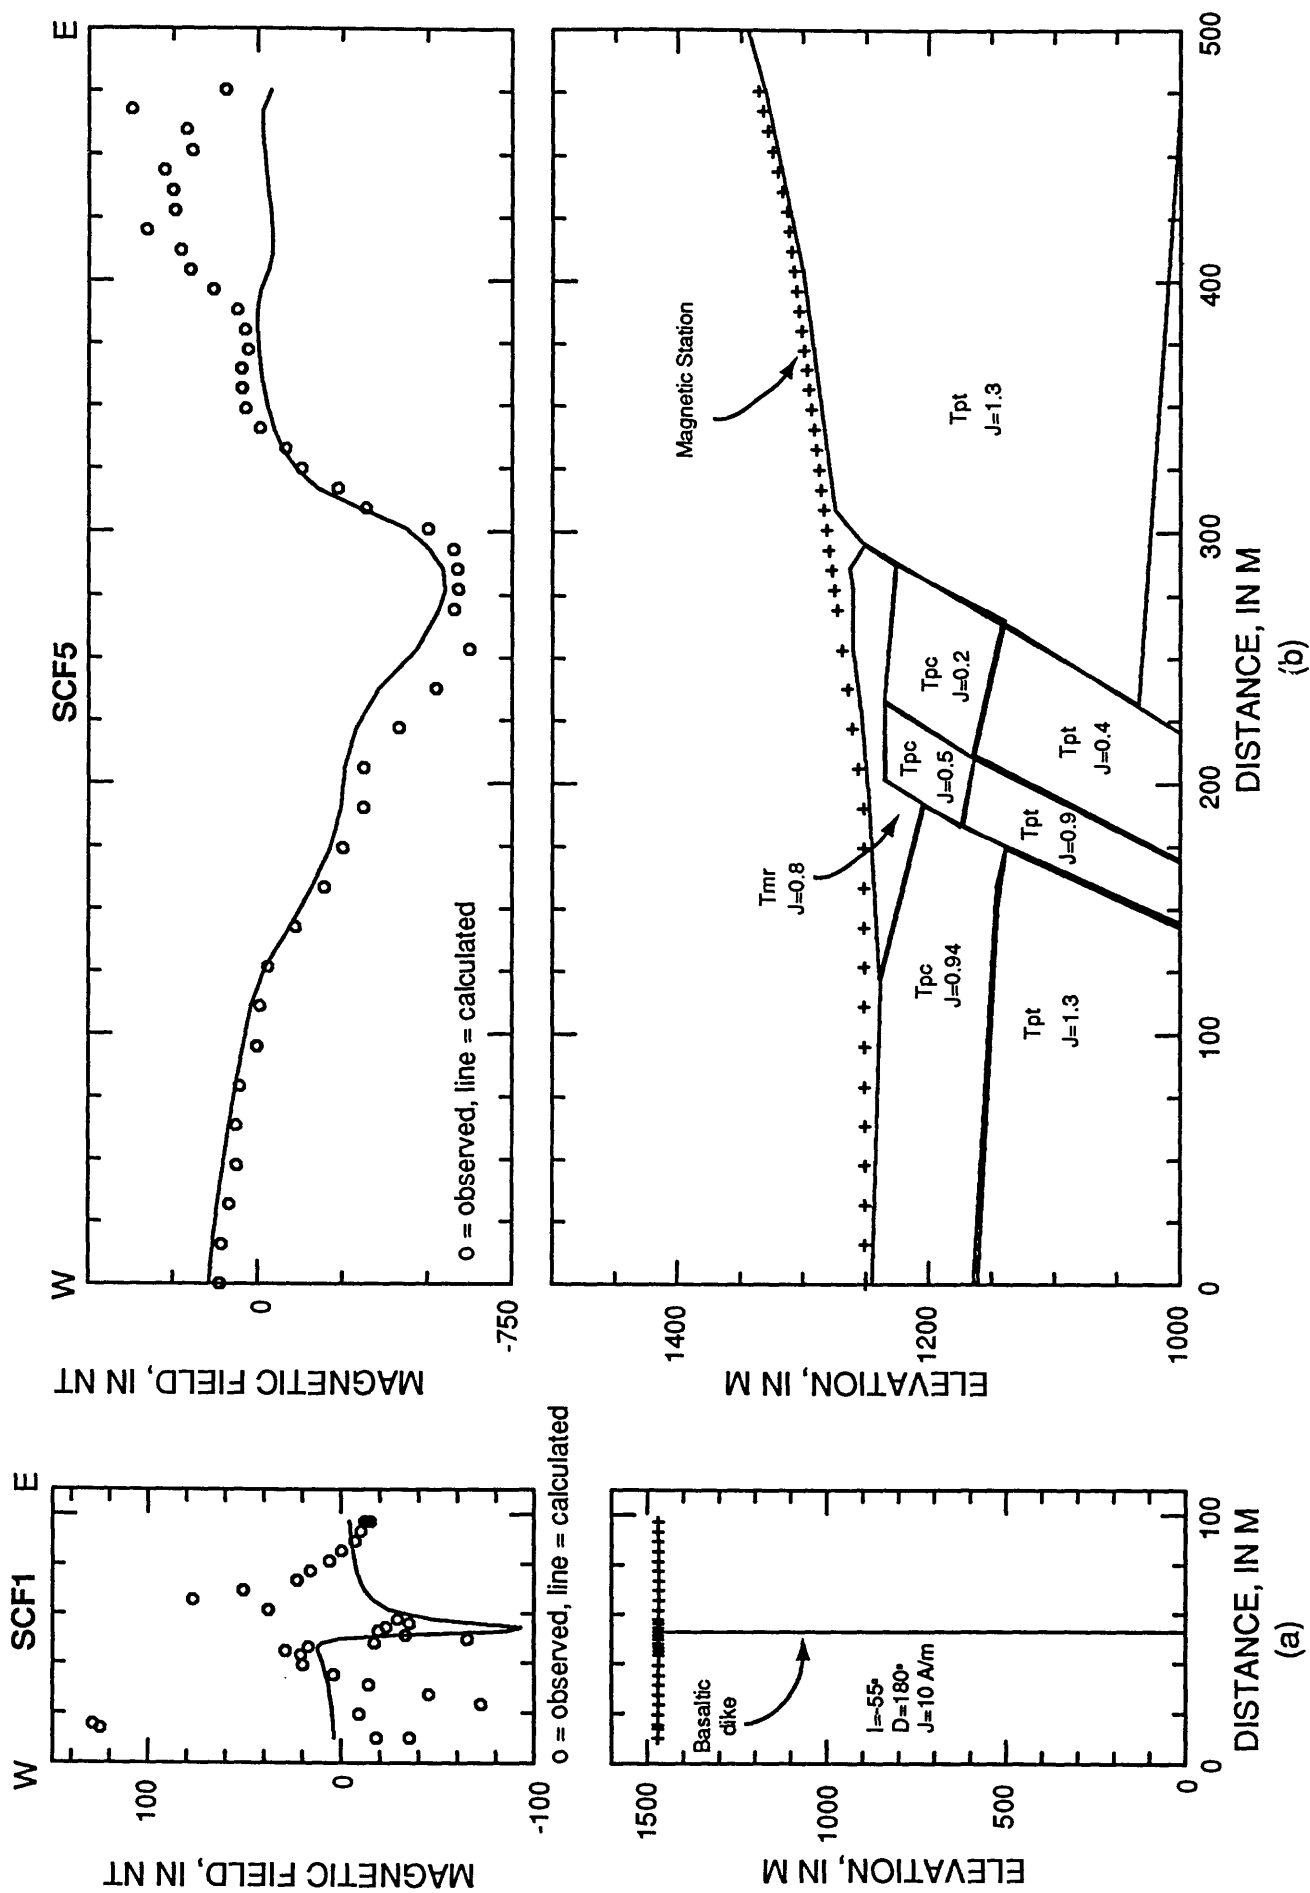 SCF1
W
E
MAGNETIC FIELD, IN NT
100
0
-100
o = observed, line = calculated
ELEVATION, IN M
1500
1000
500
0
Basaltic
dike
I=-55°
D=180°
J=10 A/m
0
100
DISTANCE, IN M
(a)
SCF5
W
E
MAGNETIC FIELD, IN NT
0
-750
o = observed, line = calculated
ELEVATION, IN M
1400
1200
1000
Magnetic Station
Tmr
J=0.8
Tpc
J=0.94
Tpt
J=1.3
Tpc
J=0.5
Tpt
J=0.9
Tpc
J=0.2
Tpt
J=0.4
Tpt
J=1.3
0
100
200
300
400
500
DISTANCE, IN M
(b)